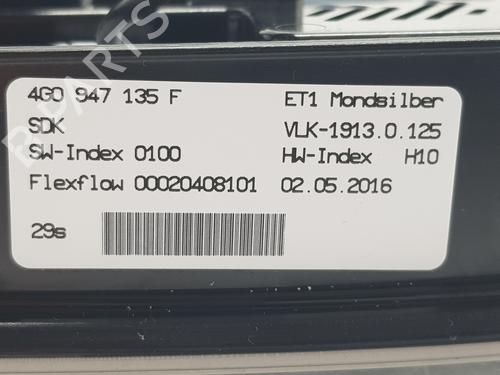 B-PARTS
4G0 947 135 F ET1 Mondsilber
SDK VLK-1913.0.125
SW-Index 0100 HW-Index H10
Flexflow 00020408101 02.05.2016
29s